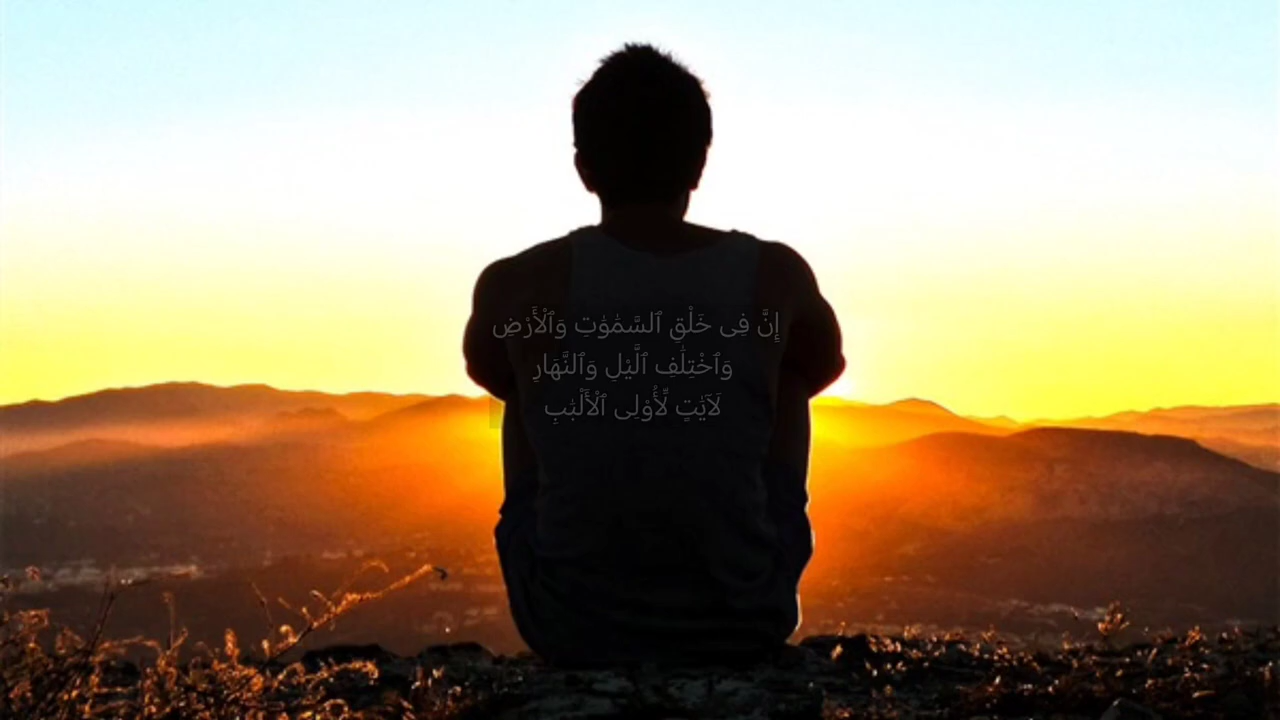 إِنَّ فِى خَلْقِ ٱلسَّمَٰوَٰتِ وَٱلْأَرْضِ
وَٱخْتِلَٰفِ ٱلَّيْلِ وَٱلنَّهَارِ
لَءَايَٰتٍ لِّأُو۟لِى ٱلْأَلْبَٰبِ